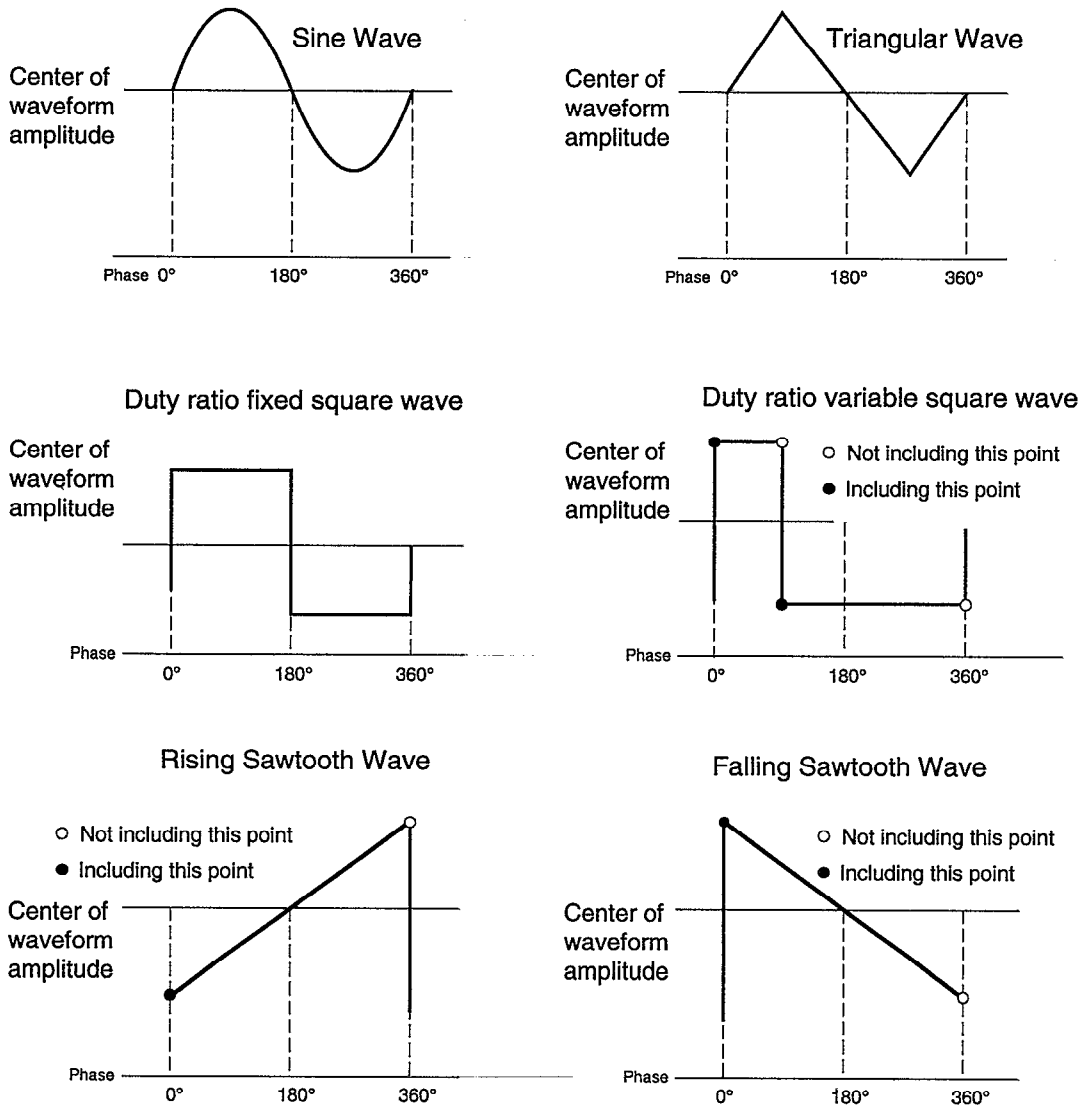 Sine Wave
Center of
waveform
amplitude
Phase 0° 180° 360°
Triangular Wave
Center of
waveform
amplitude
Phase 0° 180° 360°
Duty ratio fixed square wave
Center of
waveform
amplitude
Phase
0° 180° 360°
Duty ratio variable square wave
Center of
waveform
amplitude
Not including this point
Including this point
Phase
0° 180° 360°
Rising Sawtooth Wave
Not including this point
Including this point
Center of
waveform
amplitude
Phase
0° 180° 360°
Falling Sawtooth Wave
Not including this point
Including this point
Center of
waveform
amplitude
Phase
0° 180° 360°